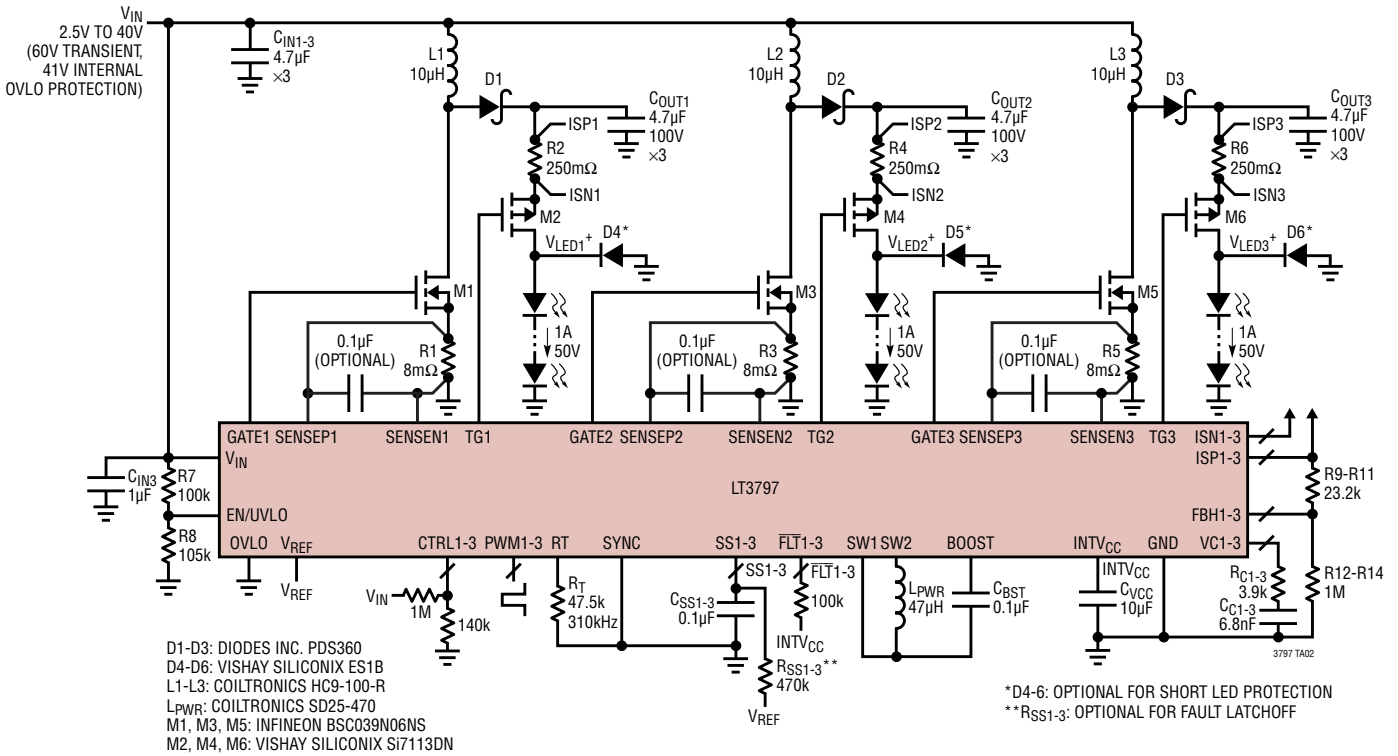 VIN
2.5V TO 40V
(60V TRANSIENT,
41V INTERNAL
OVLO PROTECTION)
CIN1-3
4.7µF
×3
L1
10µH
D1
COUT1
4.7µF
100V
×3
ISP1
R2
250mΩ
ISN1
M2
VLED1+
D4*
M1
0.1µF
(OPTIONAL)
R1
8mΩ
1A
50V
L2
10µH
D2
COUT2
4.7µF
100V
×3
ISP2
R4
250mΩ
ISN2
M4
VLED2+
D5*
M3
0.1µF
(OPTIONAL)
R3
8mΩ
1A
50V
L3
10µH
D3
COUT3
4.7µF
100V
×3
ISP3
R6
250mΩ
ISN3
M6
VLED3+
D6*
M5
0.1µF
(OPTIONAL)
R5
8mΩ
1A
50V
GATE1 SENSEP1 SENSEN1 TG1 GATE2 SENSEP2 SENSEN2 TG2 GATE3 SENSEP3 SENSEN3 TG3 ISN1-3
VIN
ISP1-3
CIN3
1µF
R7
100k
LT3797
R9-R11
23.2k
EN/UVLO
FBH1-3
R8
105k
OVLO VREF CTRL1-3 PWM1-3 RT SYNC SS1-3 FLT1-3 SW1 SW2 BOOST INTVCC GND VC1-3
VREF
VIN
1M
140k
RT
47.5k
310kHz
SS1-3
CSS1-3
0.1µF
RSS1-3**
470k
VREF
FLT1-3
100k
INTVCC
LPWR
47µH
CBST
0.1µF
INTVCC
CVCC
10µF
RC1-3
3.9k
CC1-3
6.8nF
R12-R14
1M
3797 TA02
D1-D3: DIODES INC. PDS360
D4-D6: VISHAY SILICONIX ES1B
L1-L3: COILTRONICS HC9-100-R
LPWR: COILTRONICS SD25-470
M1, M3, M5: INFINEON BSC039N06NS
M2, M4, M6: VISHAY SILICONIX Si7113DN
*D4-6: OPTIONAL FOR SHORT LED PROTECTION
**RSS1-3: OPTIONAL FOR FAULT LATCHOFF